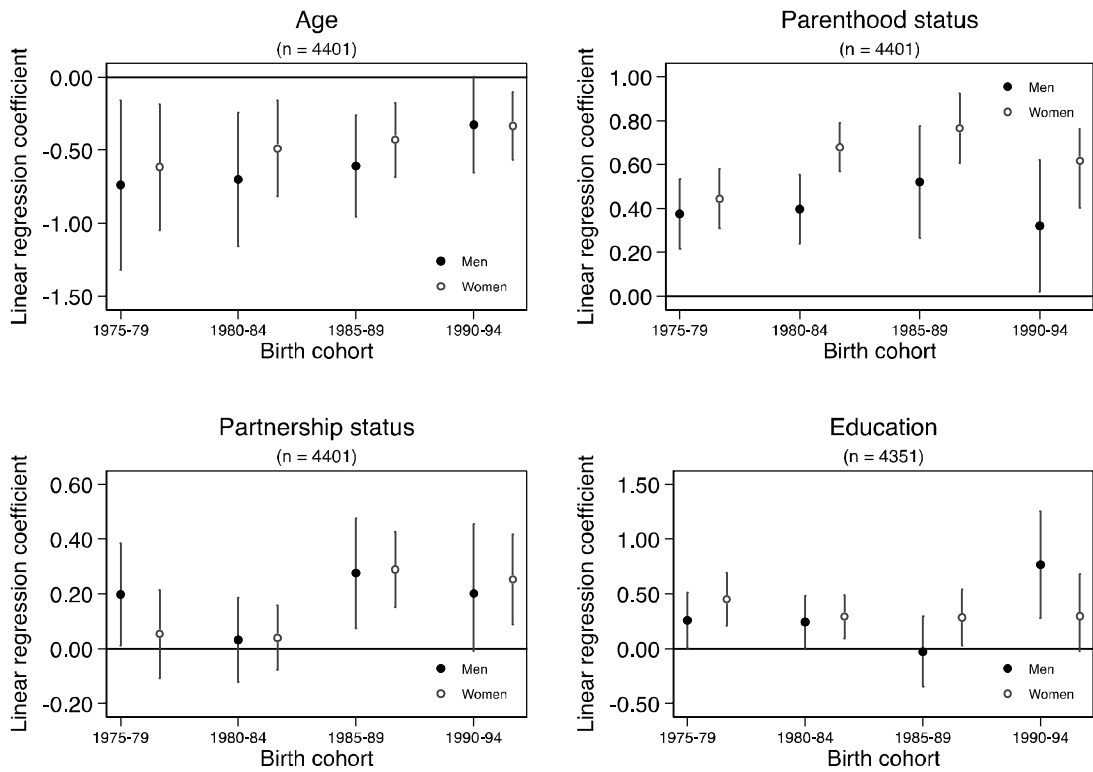 Age
(n = 4401)
Linear regression coefficient
0.00
-0.50
-1.00
-1.50
Men
Women
1975-79 1980-84 1985-89 1990-94
Birth cohort
Parenthood status
(n = 4401)
Linear regression coefficient
1.00
0.80
0.60
0.40
0.20
0.00
Men
Women
1975-79 1980-84 1985-89 1990-94
Birth cohort
Partnership status
(n = 4401)
Linear regression coefficient
0.60
0.40
0.20
0.00
-0.20
Men
Women
1975-79 1980-84 1985-89 1990-94
Birth cohort
Education
(n = 4351)
Linear regression coefficient
1.50
1.00
0.50
0.00
-0.50
Men
Women
1975-79 1980-84 1985-89 1990-94
Birth cohort